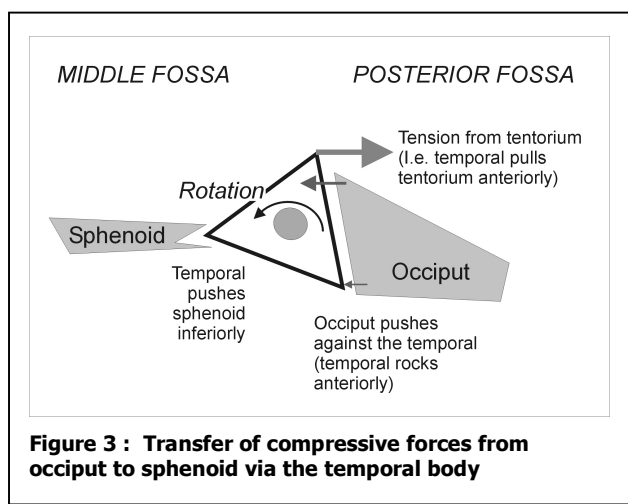 MIDDLE FOSSA
POSTERIOR FOSSA
Tension from tentorium
(I.e. temporal pulls
tentorium anteriorly)
Rotation
Sphenoid
Occiput
Temporal
pushes
sphenoid
inferiorly
Occiput pushes
against the temporal
(temporal rocks
anteriorly)
Figure 3 :  Transfer of compressive forces from
occiput to sphenoid via the temporal body